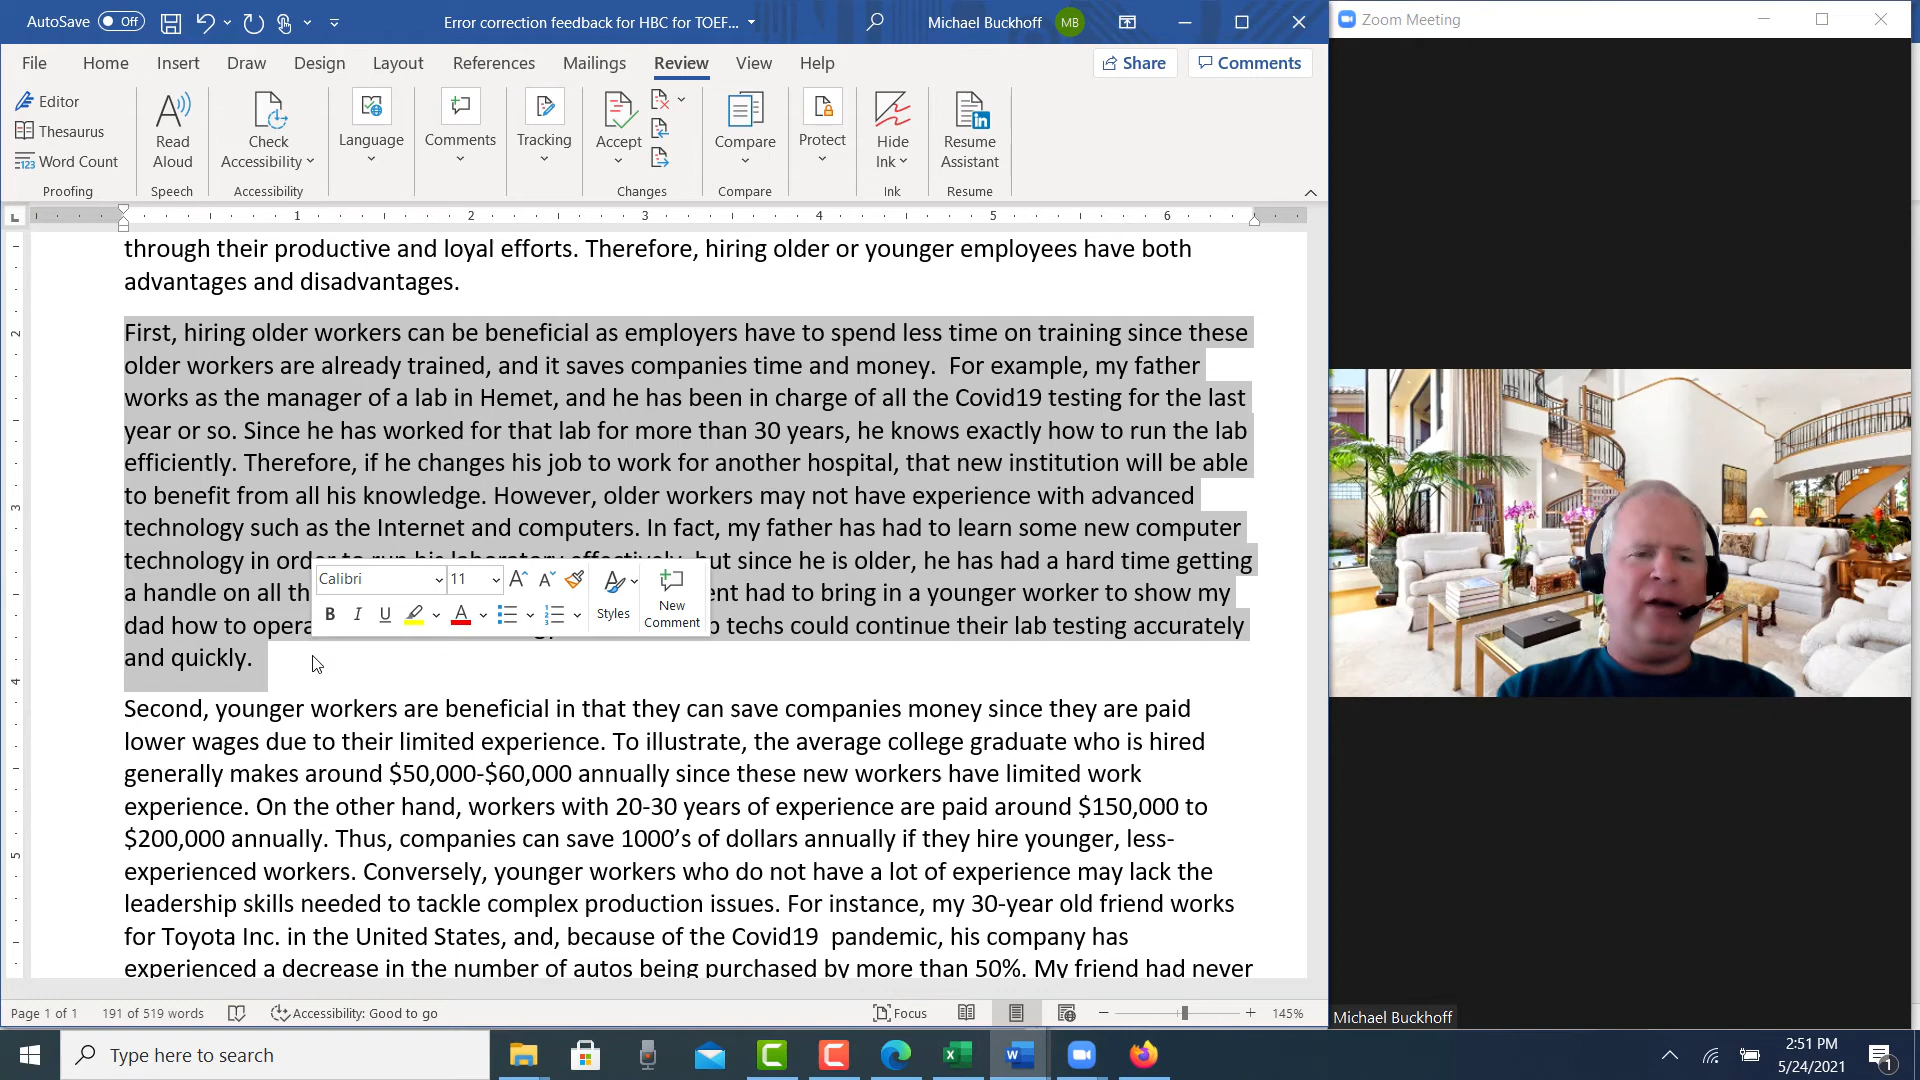 AutoSave Off
Error correction feedback for HBC for TOEF...
Michael Buckhoff MB
Zoom Meeting
File Home Insert Draw Design Layout References Mailings Review View Help
Share Comments
Editor
Thesaurus
123 Word Count
Proofing
Read Aloud
Speech
Check Accessibility
Accessibility
Language
Comments
Tracking
Accept
Changes
Compare
Compare
Protect
Hide Ink
Ink
Resume Assistant
Resume
1 2 3 4 5 6
through their productive and loyal efforts. Therefore, hiring older or younger employees have both
advantages and disadvantages.
First, hiring older workers can be beneficial as employers have to spend less time on training since these
older workers are already trained, and it saves companies time and money.  For example, my father
works as the manager of a lab in Hemet, and he has been in charge of all the Covid19 testing for the last
year or so. Since he has worked for that lab for more than 30 years, he knows exactly how to run the lab
efficiently. Therefore, if he changes his job to work for another hospital, that new institution will be able
to benefit from all his knowledge. However, older workers may not have experience with advanced
technology such as the Internet and computers. In fact, my father has had to learn some new computer
technology in order to run his laboratory effectively, but since he is older, he has had a hard time getting
a handle on all th
had to bring in a younger worker to show my
dad how to opera
techs could continue their lab testing accurately
and quickly.
Calibri 11
B I U A
Styles
New Comment
Second, younger workers are beneficial in that they can save companies money since they are paid
lower wages due to their limited experience. To illustrate, the average college graduate who is hired
generally makes around $50,000-$60,000 annually since these new workers have limited work
experience. On the other hand, workers with 20-30 years of experience are paid around $150,000 to
$200,000 annually. Thus, companies can save 1000’s of dollars annually if they hire younger, less-
experienced workers. Conversely, younger workers who do not have a lot of experience may lack the
leadership skills needed to tackle complex production issues. For instance, my 30-year old friend works
for Toyota Inc. in the United States, and, because of the Covid19  pandemic, his company has
experienced a decrease in the number of autos being purchased by more than 50%. My friend had never
2
3
4
5
Page 1 of 1 191 of 519 words Accessibility: Good to go Focus 145%
Michael Buckhoff
Type here to search
2:51 PM
5/24/2021
1